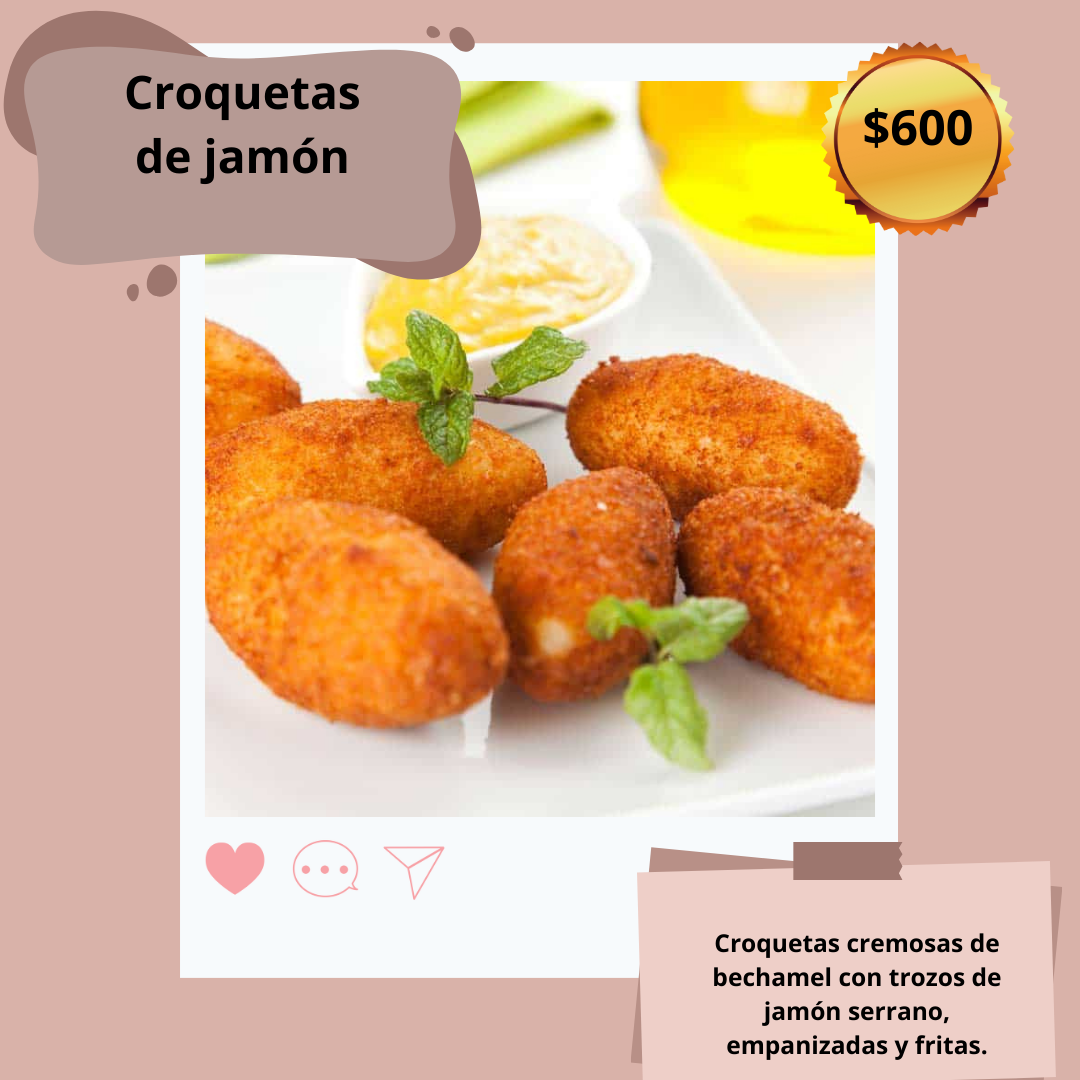 Croquetas
de jamón
$600
Croquetas cremosas de
bechamel con trozos de
jamón serrano,
empanizadas y fritas.